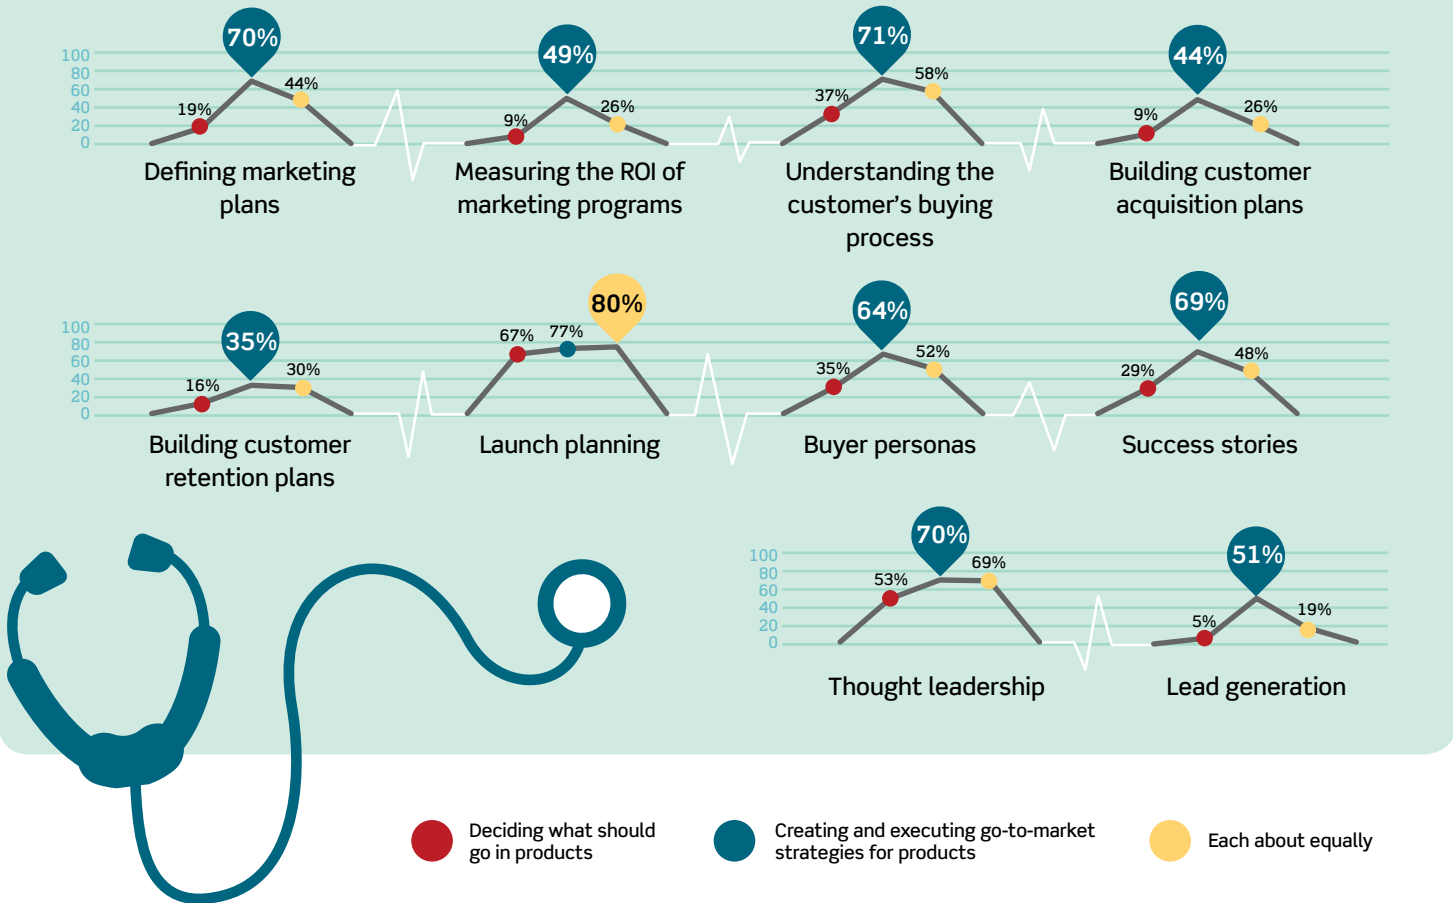 70%
49%
71%
44%
100
80
60
40
20
0
19%
44%
9%
26%
37%
58%
9%
26%
Defining marketing
plans
Measuring the ROI of
marketing programs
Understanding the
customer's buying
process
Building customer
acquisition plans
35%
80%
64%
69%
100
80
60
40
20
0
16%
30%
67%
77%
35%
52%
29%
48%
Building customer
retention plans
Launch planning
Buyer personas
Success stories
70%
51%
100
80
60
40
20
0
53%
69%
5%
19%
Thought leadership
Lead generation
Deciding what should
go in products
Creating and executing go-to-market
strategies for products
Each about equally